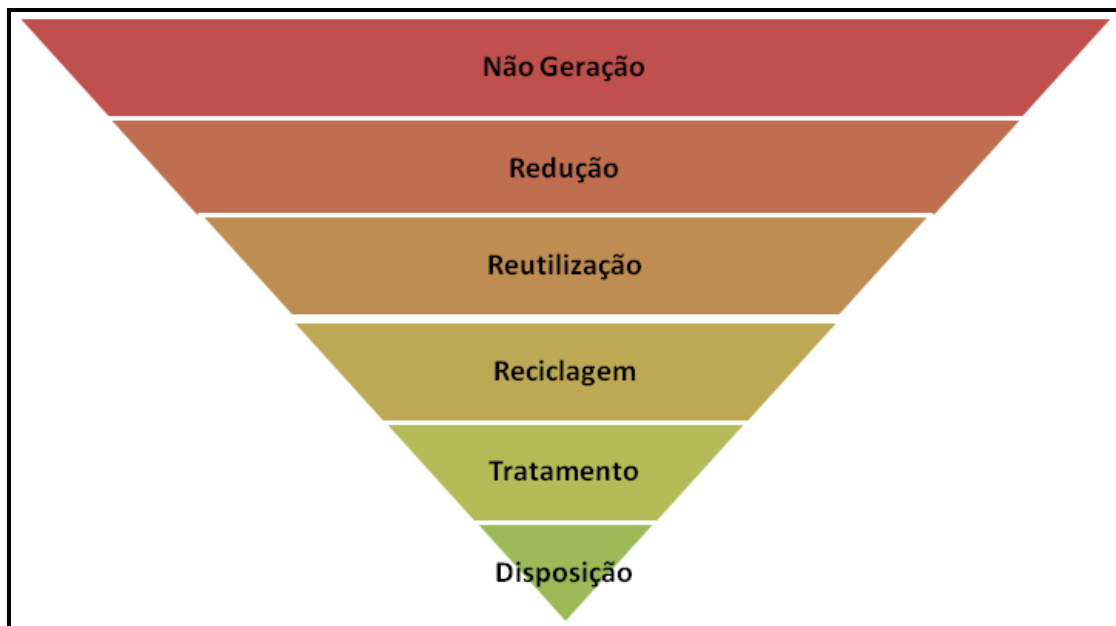 Não Geração
Redução
Reutilização
Reciclagem
Tratamento
Disposição